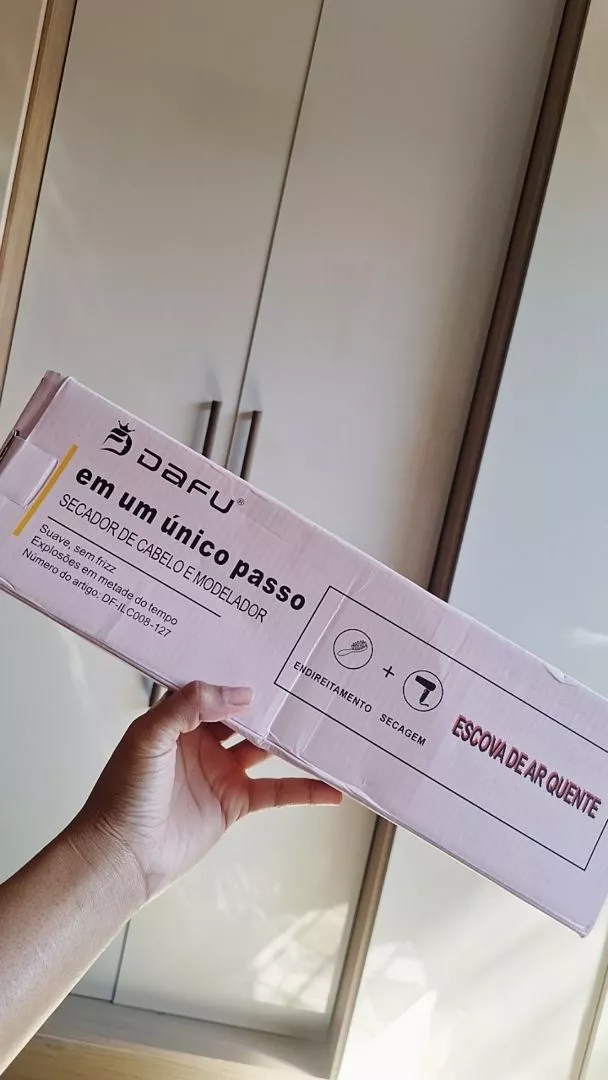 DAFU®
em um único passo
SECADOR DE CABELO E MODELADOR
Suave, sem frizz
Explosões em metade do tempo
Número do artigo: DF-ILC008-127
ENDIREITAMENTO + SECAGEM
ESCOVA DE AR QUENTE